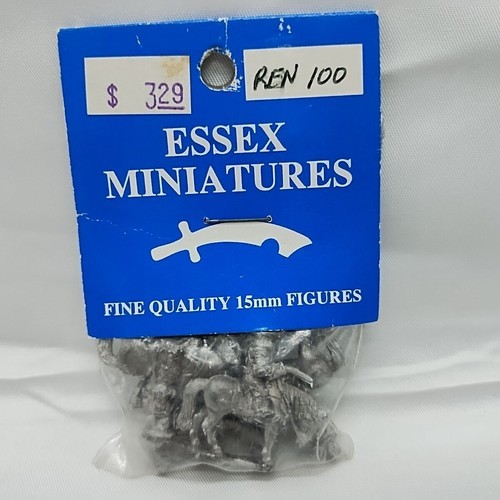 $ 3.29
REN 100
ESSEX
MINIATURES
FINE QUALITY 15mm FIGURES